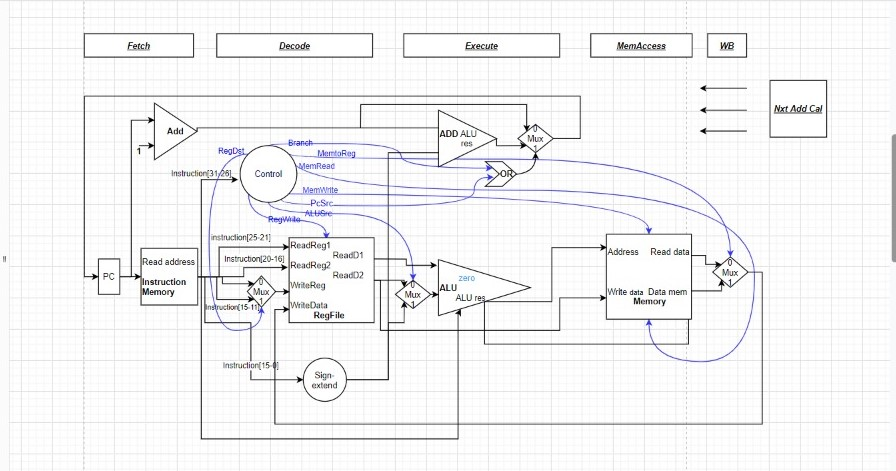 Fetch
Decode
Execute
MemAccess
WB
Nxt Add Cal
Add
1
ADD ALU
res
0
Mux
1
OR
RegDst
Branch
MemtoReg
MemRead
Control
Instruction[31-26]
MemWrite
PcSrc
ALUSrc
RegWrite
instruction[25-21]
Instruction[20-16]
Instruction[15-11]
Instruction[15-0]
PC
Read address
Instruction
Memory
0
Mux
1
ReadReg1
ReadD1
ReadReg2
ReadD2
WriteReg
WriteData
RegFile
0
Mux
1
zero
ALU
ALU res
Address
Read data
Write data
Data mem
Memory
0
Mux
1
Sign-
extend